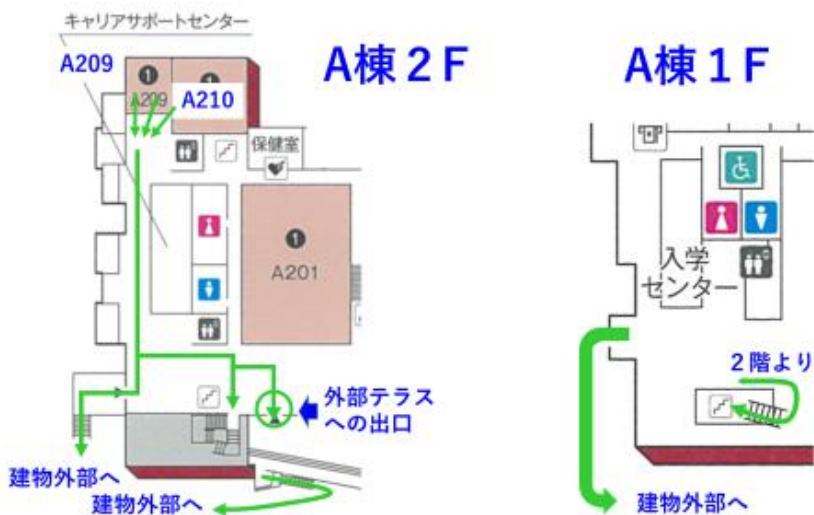 キャリアサポートセンター
A棟2F
A棟1F
A209
❶
❶
A209
A210
保健室
❶
A201
入学
センター
2階より
外部テラス
への出口
建物外部へ
建物外部へ
建物外部へ